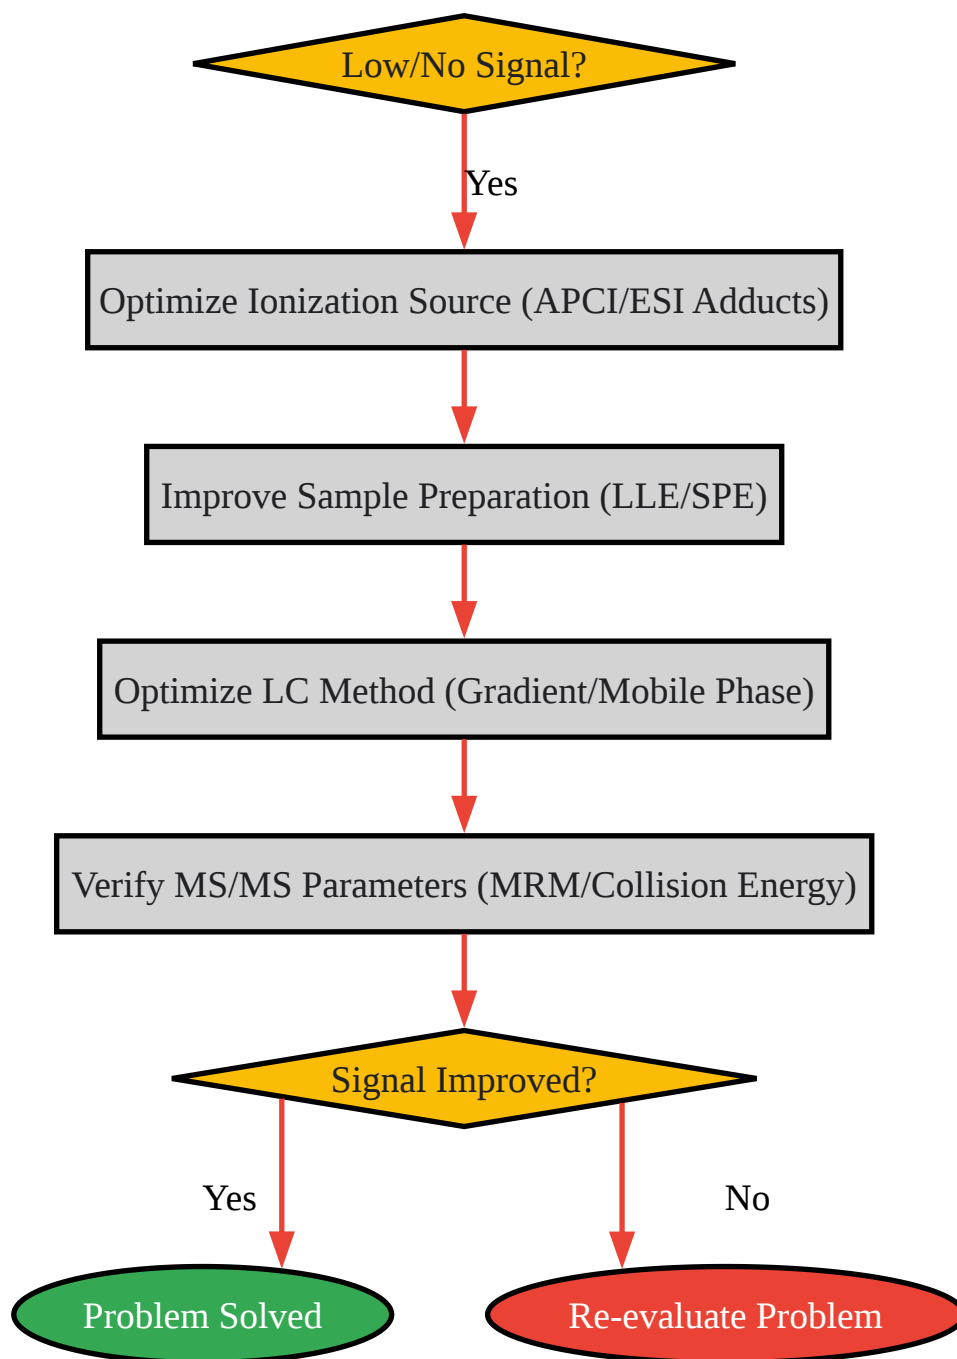 Low/No Signal?
Yes
Optimize Ionization Source (APCI/ESI Adducts)
Improve Sample Preparation (LLE/SPE)
Optimize LC Method (Gradient/Mobile Phase)
Verify MS/MS Parameters (MRM/Collision Energy)
Signal Improved?
Yes
No
Problem Solved
Re-evaluate Problem